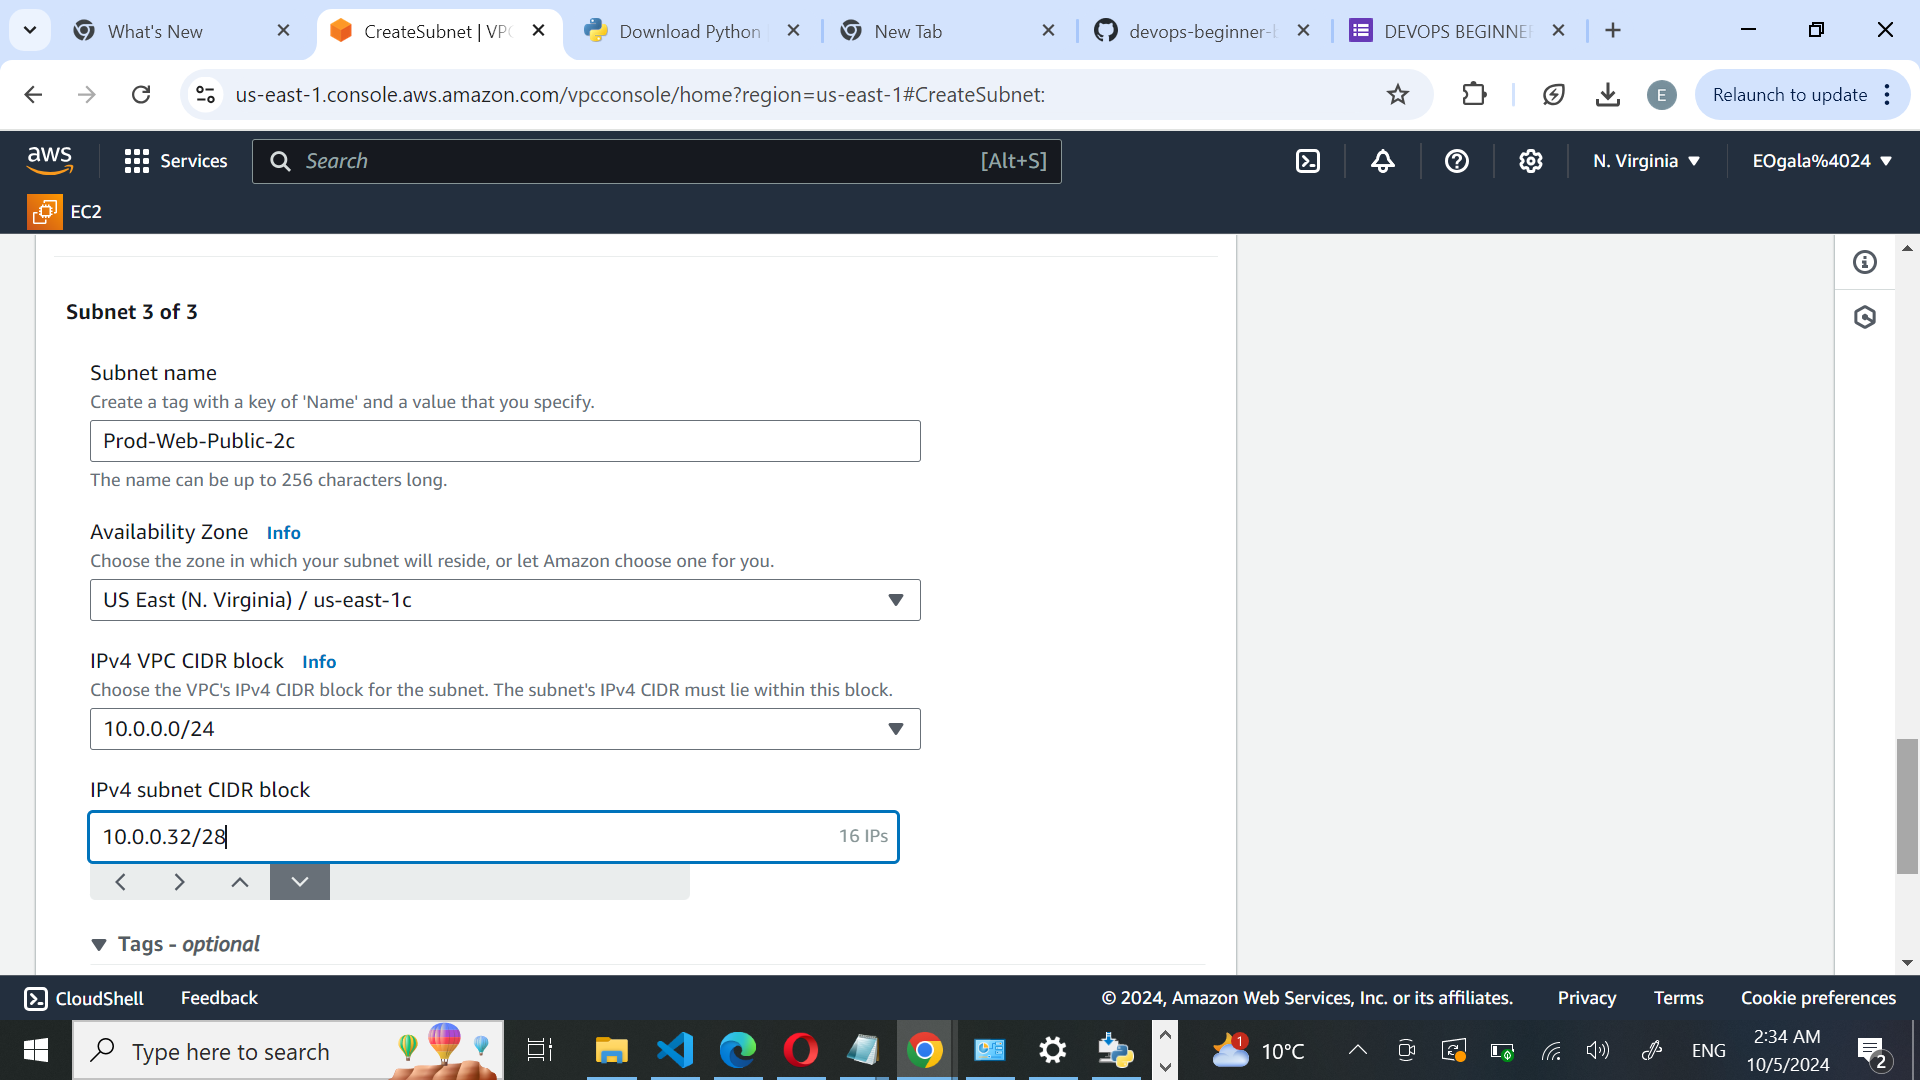 What's New
CreateSubnet | VPC
Download Python
New Tab
devops-beginner-b
DEVOPS BEGINNER
us-east-1.console.aws.amazon.com/vpcconsole/home?region=us-east-1#CreateSubnet:
E
Relaunch to update
aws
Services
Search
[Alt+S]
N. Virginia
EOgala%4024
EC2
Subnet 3 of 3
Subnet name
Create a tag with a key of 'Name' and a value that you specify.
Prod-Web-Public-2c
The name can be up to 256 characters long.
Availability Zone Info
Choose the zone in which your subnet will reside, or let Amazon choose one for you.
US East (N. Virginia) / us-east-1c
IPv4 VPC CIDR block Info
Choose the VPC's IPv4 CIDR block for the subnet. The subnet's IPv4 CIDR must lie within this block.
10.0.0.0/24
IPv4 subnet CIDR block
10.0.0.32/28
16 IPs
Tags - optional
CloudShell
Feedback
© 2024, Amazon Web Services, Inc. or its affiliates.
Privacy
Terms
Cookie preferences
Type here to search
1
10°C
ENG
2:34 AM
10/5/2024
2